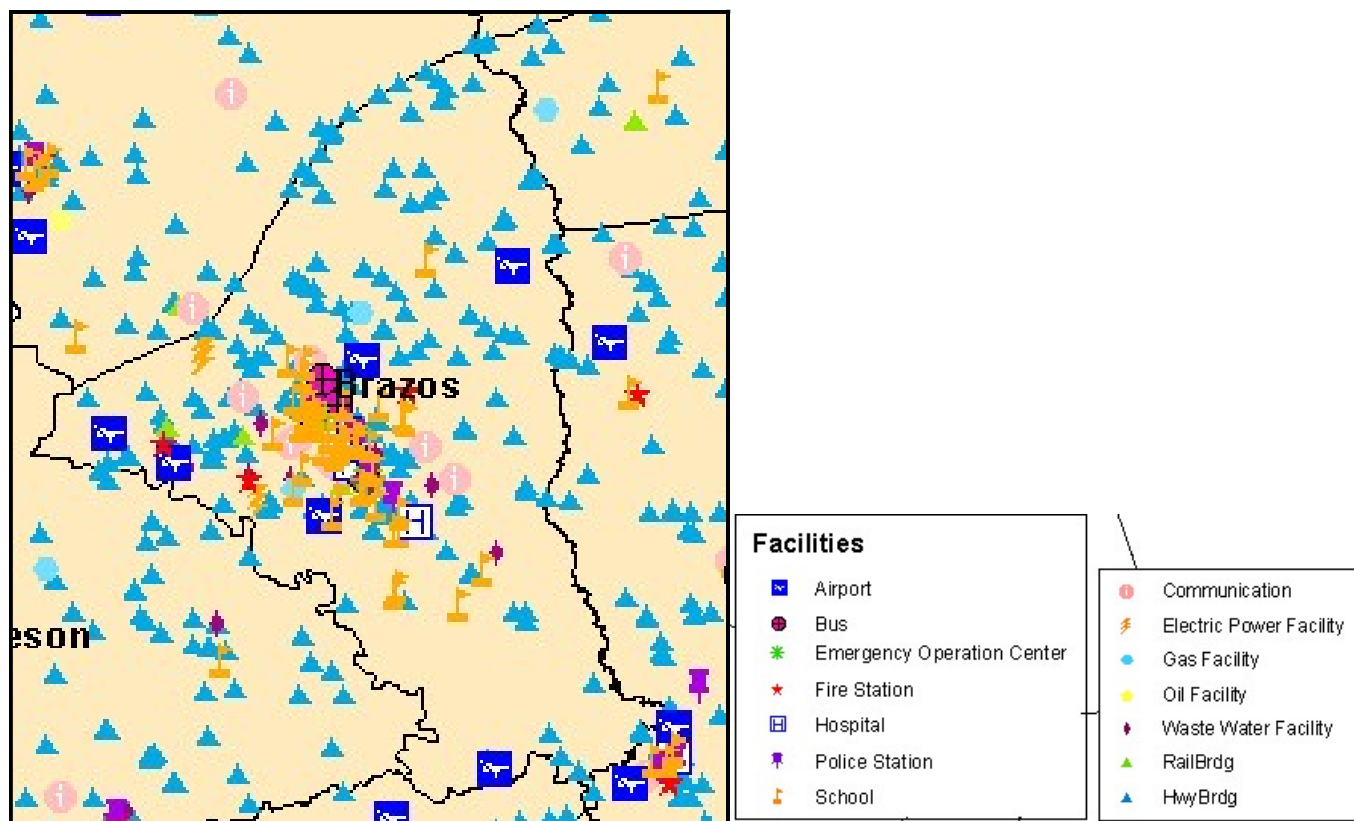 Brazos
eson
Facilities
Airport
Bus
Emergency Operation Center
Fire Station
Hospital
Police Station
School
Communication
Electric Power Facility
Gas Facility
Oil Facility
Waste Water Facility
RailBrdg
HwyBrdg